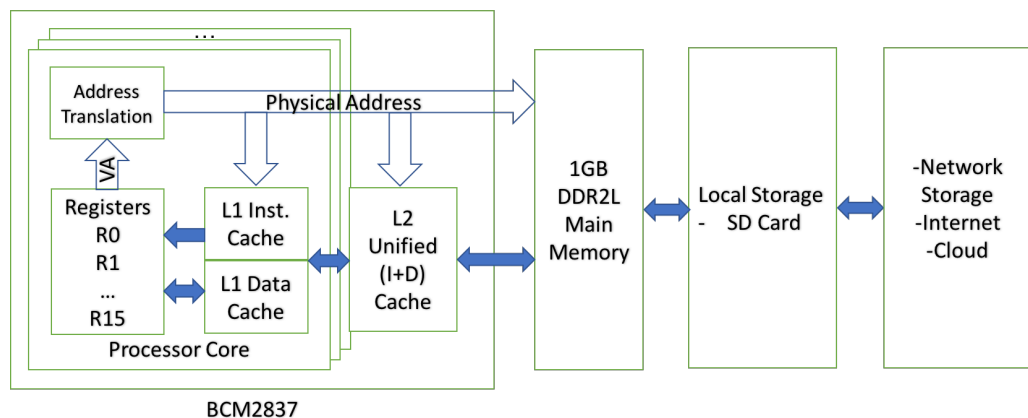 ...
Address
Translation
Physical Address
VA
Registers
R0
R1
...
R15
L1 Inst.
Cache
L1 Data
Cache
Processor Core
L2
Unified
(I+D)
Cache
BCM2837
1GB
DDR2L
Main
Memory
Local Storage
- SD Card
-Network
Storage
-Internet
-Cloud